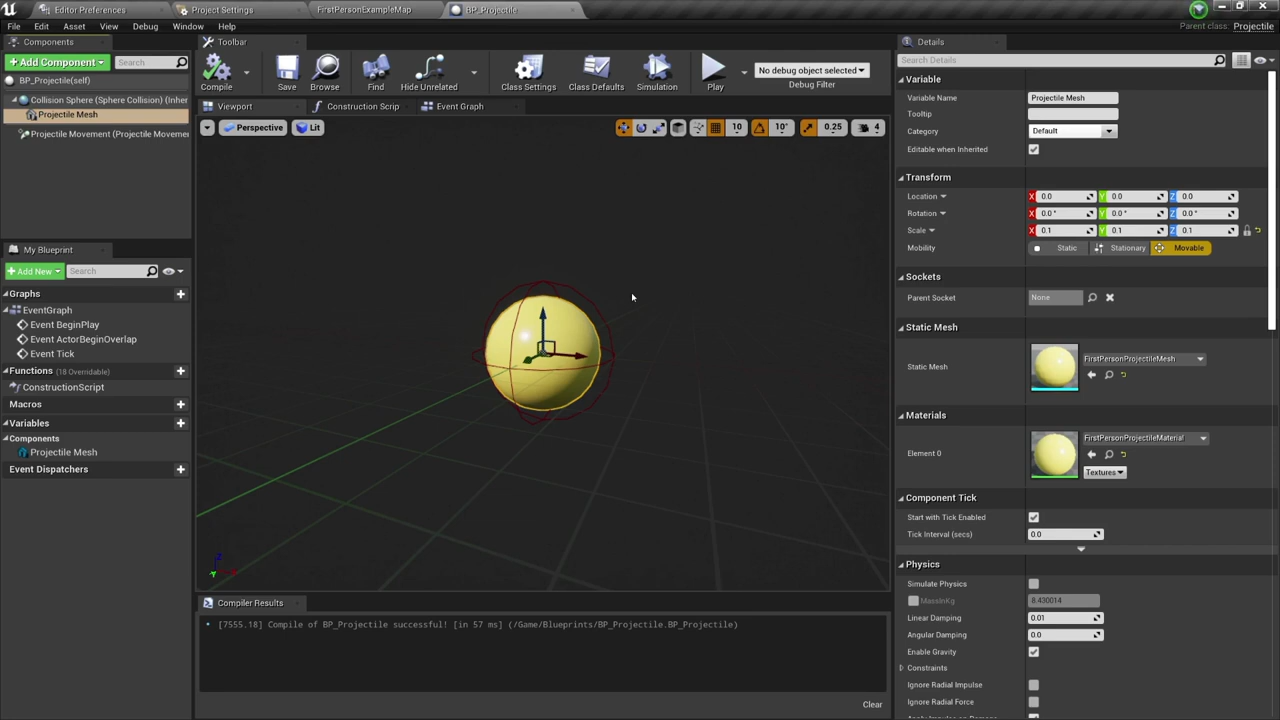 Editor Preferences
Project Settings
FirstPersonExampleMap
BP_Projectile
File Edit Asset View Debug Window Help
Parent class: Projectile
Components
Toolbar
Details
Add Component
Search
BP_Projectile(self)
Collision Sphere (Sphere Collision) (Inher
Projectile Mesh
Projectile Movement (Projectile Movemen
Compile
Save
Browse
Find
Hide Unrelated
Class Settings
Class Defaults
Simulation
Play
No debug object selected
Debug Filter
Viewport
Construction Scrip
Event Graph
Perspective
Lit
10
10°
0.25
4
My Blueprint
Add New
Search
Graphs
EventGraph
Event BeginPlay
Event ActorBeginOverlap
Event Tick
Functions (18 Overridable)
ConstructionScript
Macros
Variables
Components
Projectile Mesh
Event Dispatchers
Z
X
Y
Compiler Results
[7555.18] Compile of BP_Projectile successful! [in 57 ms] (/Game/Blueprints/BP_Projectile.BP_Projectile)
Clear
Search Details
Variable
Variable Name Projectile Mesh
Tooltip
Category Default
Editable when Inherited
Transform
Location X 0.0 Y 0.0 Z 0.0
Rotation X 0.0° Y 0.0° Z 0.0°
Scale X 0.1 Y 0.1 Z 0.1
Mobility Static Stationary Movable
Sockets
Parent Socket None
Static Mesh
Static Mesh FirstPersonProjectileMesh
Materials
Element 0 FirstPersonProjectileMaterial
Textures
Component Tick
Start with Tick Enabled
Tick Interval (secs) 0.0
Physics
Simulate Physics
MassInKg 8.430014
Linear Damping 0.01
Angular Damping 0.0
Enable Gravity
Constraints
Ignore Radial Impulse
Ignore Radial Force
Apply Impulse on Damage